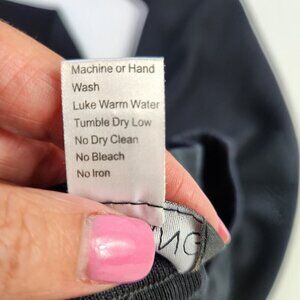 Machine or Hand
Wash
Luke Warm Water
Tumble Dry Low
No Dry Clean
No Bleach
No Iron